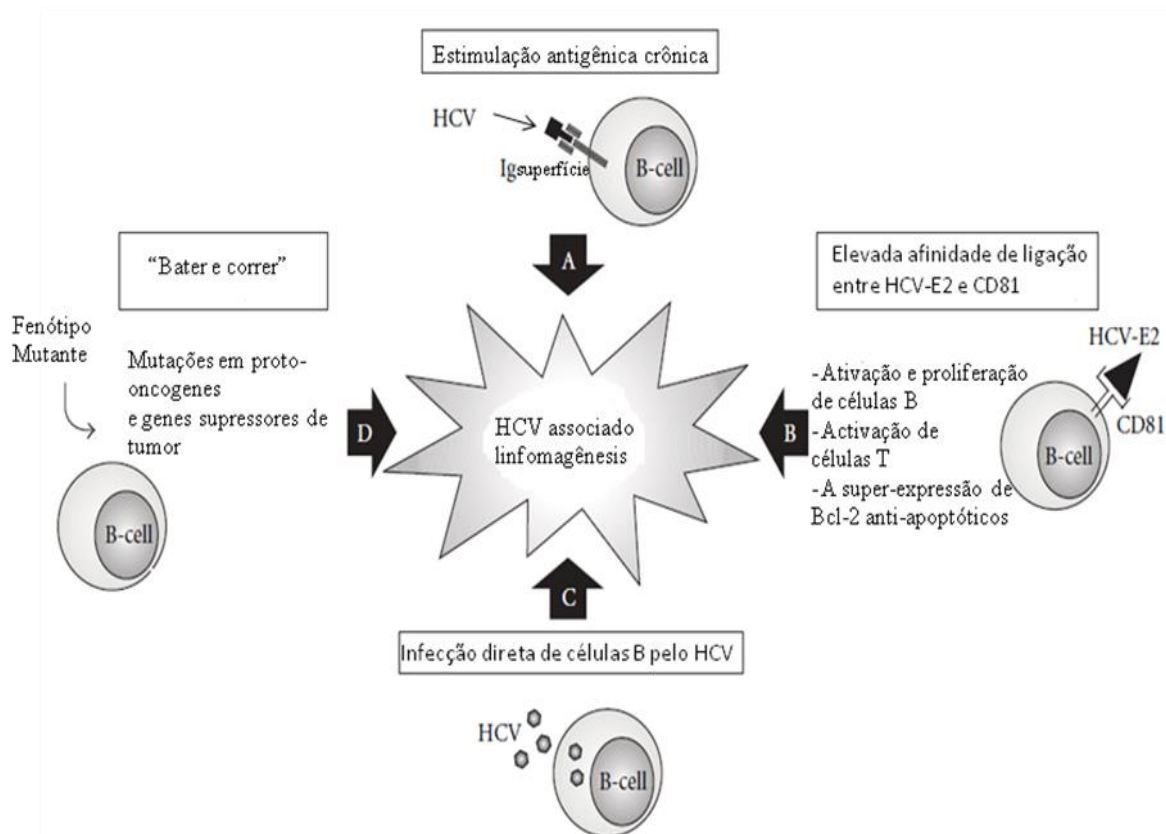 Estimulação antigênica crônica
HCV
Igsuperfície
B-cell
A
"Bater e correr"
Fenótipo
Mutante
Mutações em proto-
oncogenes
e genes supressores de
tumor
B-cell
D
HCV associado
linfomagênesis
Elevada afinidade de ligação
entre HCV-E2 e CD81
HCV-E2
CD81
B-cell
-Ativação e proliferação
de células B
-Activação de
células T
-A super-expressão de
Bcl-2 anti-apoptóticos
B
C
Infecção direta de células B pelo HCV
HCV
B-cell